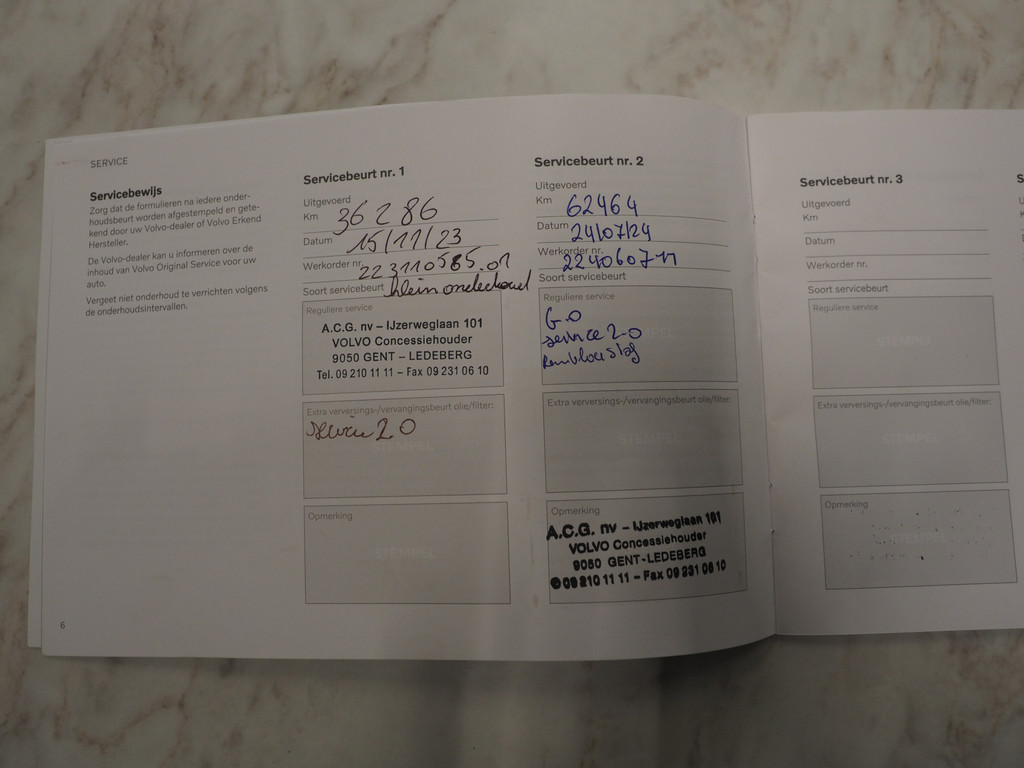 SERVICE
Servicebewijs
Zorg dat de formulieren na iedere onder-
houdsbeurt worden afgestempeld en gete-
kend door uw Volvo-dealer of Volvo Erkend
Hersteller.
De Volvo-dealer kan u informeren over de
inhoud van Volvo Original Service voor uw
auto.
Vergeet niet onderhoud te verrichten volgens
de onderhoudsintervallen.
6
Servicebeurt nr. 1
Uitgevoerd
Km 36286
Datum 15/11/23
Werkorder nr. 223110585.01
Soort servicebeurt klein onderhoud
Reguliere service
A.C.G. nv – IJzerweglaan 101
VOLVO Concessiehouder
9050 GENT – LEDEBERG
Tel. 09 210 11 11 – Fax 09 231 06 10
Extra verversings-/vervangingsbeurt olie/filter:
Service 2.0
STEMPEL
Opmerking
STEMPEL
Servicebeurt nr. 2
Uitgevoerd
Km 62464
Datum 24/07/24
Werkorder nr. 2240607-11
Soort servicebeurt
Reguliere service
G.O
service 2-0
STEMPEL
Extra verversings-/vervangingsbeurt olie/filter:
STEMPEL
Opmerking
A.C.G. nv – IJzerweglaan 101
VOLVO Concessiehouder
9050 GENT-LEDEBERG
09 210 11 11 – Fax 09 231 06 10
Servicebeurt nr. 3
Uitgevoerd
Km
Datum
Werkorder nr.
Soort servicebeurt
Reguliere service
STEMPEL
Extra verversings-/vervangingsbeurt olie/filter:
STEMPEL
Opmerking
STEMPEL